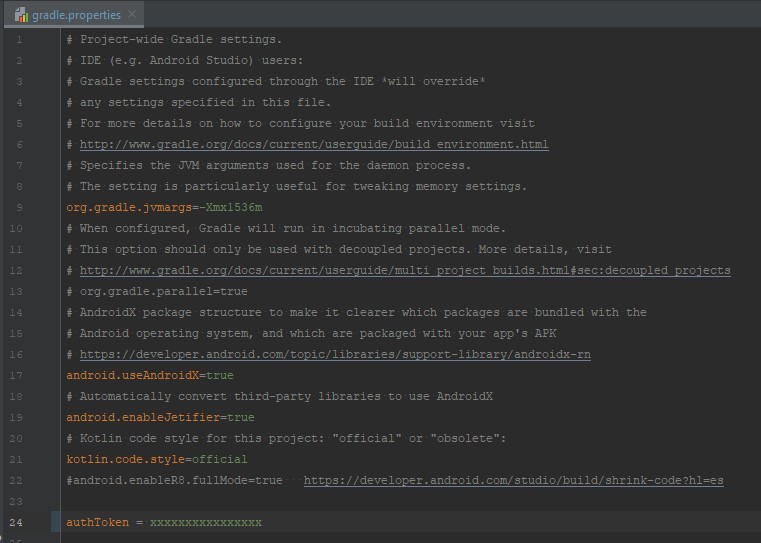 gradle.properties
1 # Project-wide Gradle settings.
2 # IDE (e.g. Android Studio) users:
3 # Gradle settings configured through the IDE *will override*
4 # any settings specified in this file.
5 # For more details on how to configure your build environment visit
6 # http://www.gradle.org/docs/current/userguide/build_environment.html
7 # Specifies the JVM arguments used for the daemon process.
8 # The setting is particularly useful for tweaking memory settings.
9 org.gradle.jvmargs=-Xmx1536m
10 # When configured, Gradle will run in incubating parallel mode.
11 # This option should only be used with decoupled projects. More details, visit
12 # http://www.gradle.org/docs/current/userguide/multi_project_builds.html#sec:decoupled_projects
13 # org.gradle.parallel=true
14 # AndroidX package structure to make it clearer which packages are bundled with the
15 # Android operating system, and which are packaged with your app's APK
16 # https://developer.android.com/topic/libraries/support-library/androidx-rn
17 android.useAndroidX=true
18 # Automatically convert third-party libraries to use AndroidX
19 android.enableJetifier=true
20 # Kotlin code style for this project: "official" or "obsolete":
21 kotlin.code.style=official
22 #android.enableR8.fullMode=true https://developer.android.com/studio/build/shrink-code?hl=es
23
24 authToken = xxxxxxxxxxxxxxxx